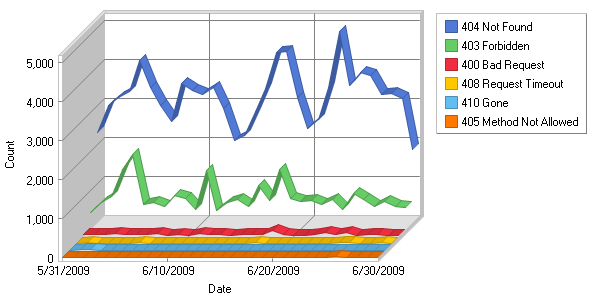 404 Not Found
403 Forbidden
400 Bad Request
408 Request Timeout
410 Gone
405 Method Not Allowed
5,000
4,000
3,000
2,000
1,000
0
Count
5/31/2009
6/10/2009
6/20/2009
6/30/2009
Date